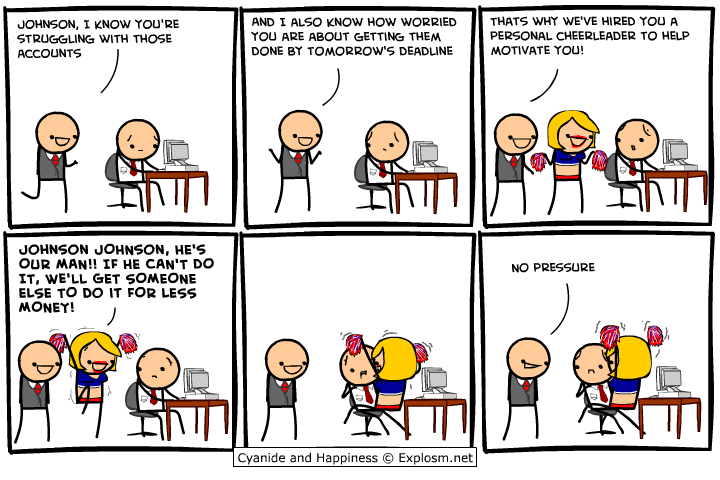 JOHNSON, I KNOW YOU'RE
STRUGGLING WITH THOSE
ACCOUNTS
AND I ALSO KNOW HOW WORRIED
YOU ARE ABOUT GETTING THEM
DONE BY TOMORROW'S DEADLINE
THATS WHY WE'VE HIRED YOU A
PERSONAL CHEERLEADER TO HELP
MOTIVATE YOU!
JOHNSON JOHNSON, HE'S
OUR MAN!! IF HE CAN'T DO
IT, WE'LL GET SOMEONE
ELSE TO DO IT FOR LESS
MONEY!
NO PRESSURE
Cyanide and Happiness © Explosm.net